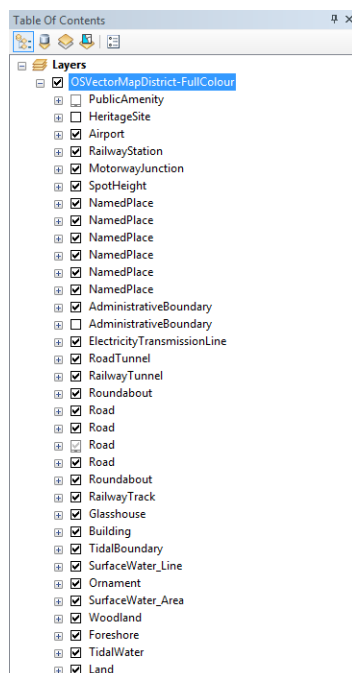 Table Of Contents
Layers
OSVectorMapDistrict-FullColour
PublicAmenity
HeritageSite
Airport
RailwayStation
MotorwayJunction
SpotHeight
NamedPlace
NamedPlace
NamedPlace
NamedPlace
NamedPlace
NamedPlace
AdministrativeBoundary
AdministrativeBoundary
ElectricityTransmissionLine
RoadTunnel
RailwayTunnel
Roundabout
Road
Road
Road
Road
Roundabout
RailwayTrack
Glasshouse
Building
TidalBoundary
SurfaceWater_Line
Ornament
SurfaceWater_Area
Woodland
Foreshore
TidalWater
Land